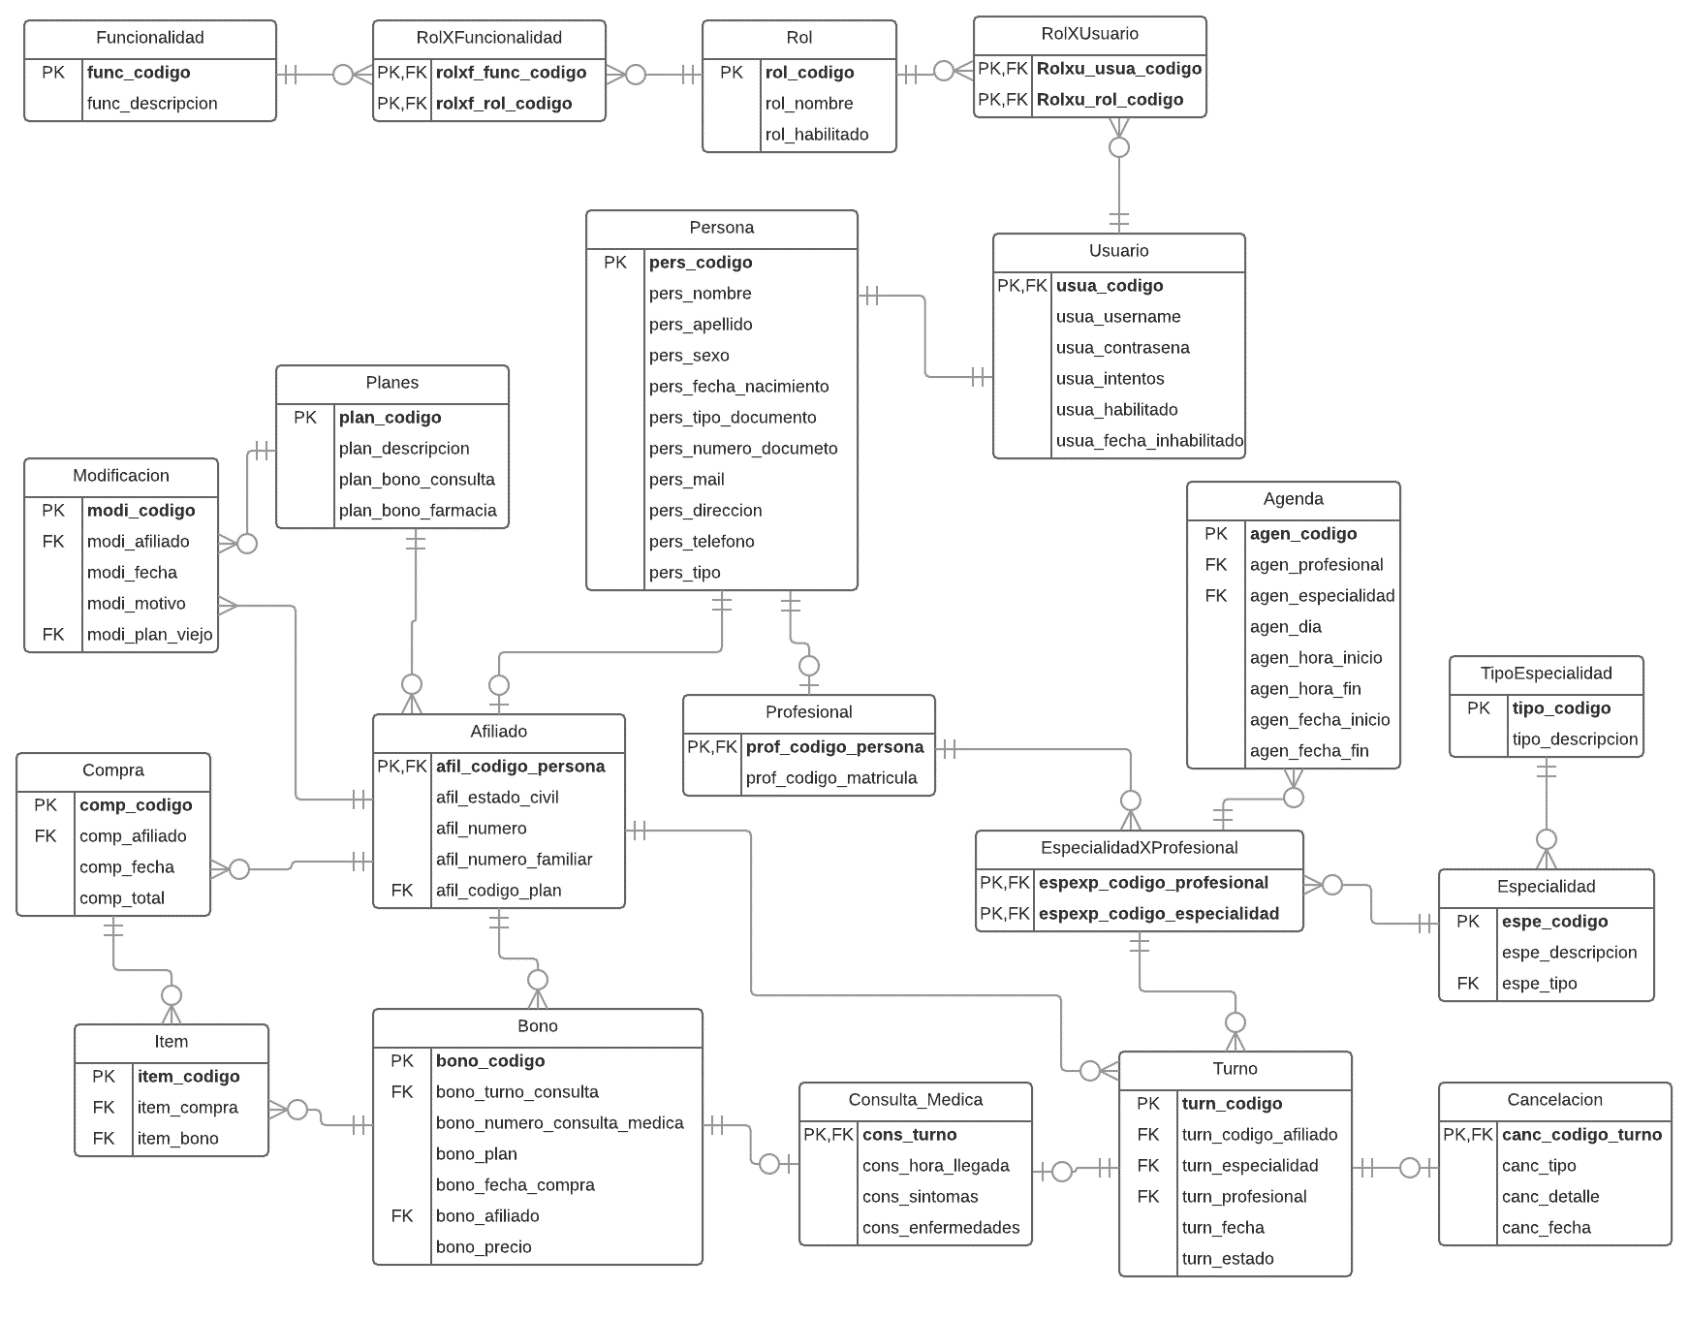 Funcionalidad
PK func_codigo
func_descripcion
RolXFuncionalidad
PK,FK rolxf_func_codigo
PK,FK rolxf_rol_codigo
Rol
PK rol_codigo
rol_nombre
rol_habilitado
RolXUsuario
PK,FK Rolxu_usua_codigo
PK,FK Rolxu_rol_codigo
Persona
PK pers_codigo
pers_nombre
pers_apellido
pers_sexo
pers_fecha_nacimiento
pers_tipo_documento
pers_numero_documeto
pers_mail
pers_direccion
pers_telefono
pers_tipo
Usuario
PK,FK usua_codigo
usua_username
usua_contrasena
usua_intentos
usua_habilitado
usua_fecha_inhabilitado
Planes
PK plan_codigo
plan_descripcion
plan_bono_consulta
plan_bono_farmacia
Modificacion
PK modi_codigo
FK modi_afiliado
modi_fecha
modi_motivo
FK modi_plan_viejo
Agenda
PK agen_codigo
FK agen_profesional
FK agen_especialidad
agen_dia
agen_hora_inicio
agen_hora_fin
agen_fecha_inicio
agen_fecha_fin
TipoEspecialidad
PK tipo_codigo
tipo_descripcion
Profesional
PK,FK prof_codigo_persona
prof_codigo_matricula
Afiliado
PK,FK afil_codigo_persona
afil_estado_civil
afil_numero
afil_numero_familiar
FK afil_codigo_plan
Compra
PK comp_codigo
FK comp_afiliado
comp_fecha
comp_total
EspecialidadXProfesional
PK,FK espexp_codigo_profesional
PK,FK espexp_codigo_especialidad
Especialidad
PK espe_codigo
espe_descripcion
FK espe_tipo
Item
PK item_codigo
FK item_compra
FK item_bono
Bono
PK bono_codigo
FK bono_turno_consulta
bono_numero_consulta_medica
bono_plan
bono_fecha_compra
FK bono_afiliado
bono_precio
Consulta_Medica
PK,FK cons_turno
cons_hora_llegada
cons_sintomas
cons_enfermedades
Turno
PK turn_codigo
FK turn_codigo_afiliado
FK turn_especialidad
FK turn_profesional
turn_fecha
turn_estado
Cancelacion
PK,FK canc_codigo_turno
canc_tipo
canc_detalle
canc_fecha